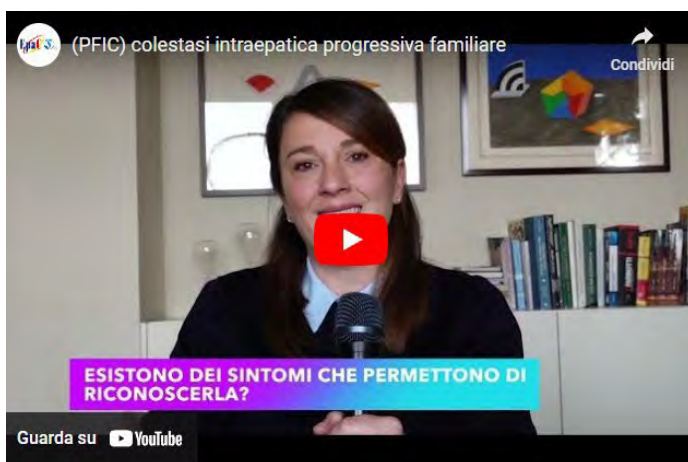 (PFIC) colestasi intraepatica progressiva familiare
Condividi
ESISTONO DEI SINTOMI CHE PERMETTONO DI
RICONOSCERLA?
Guarda su YouTube